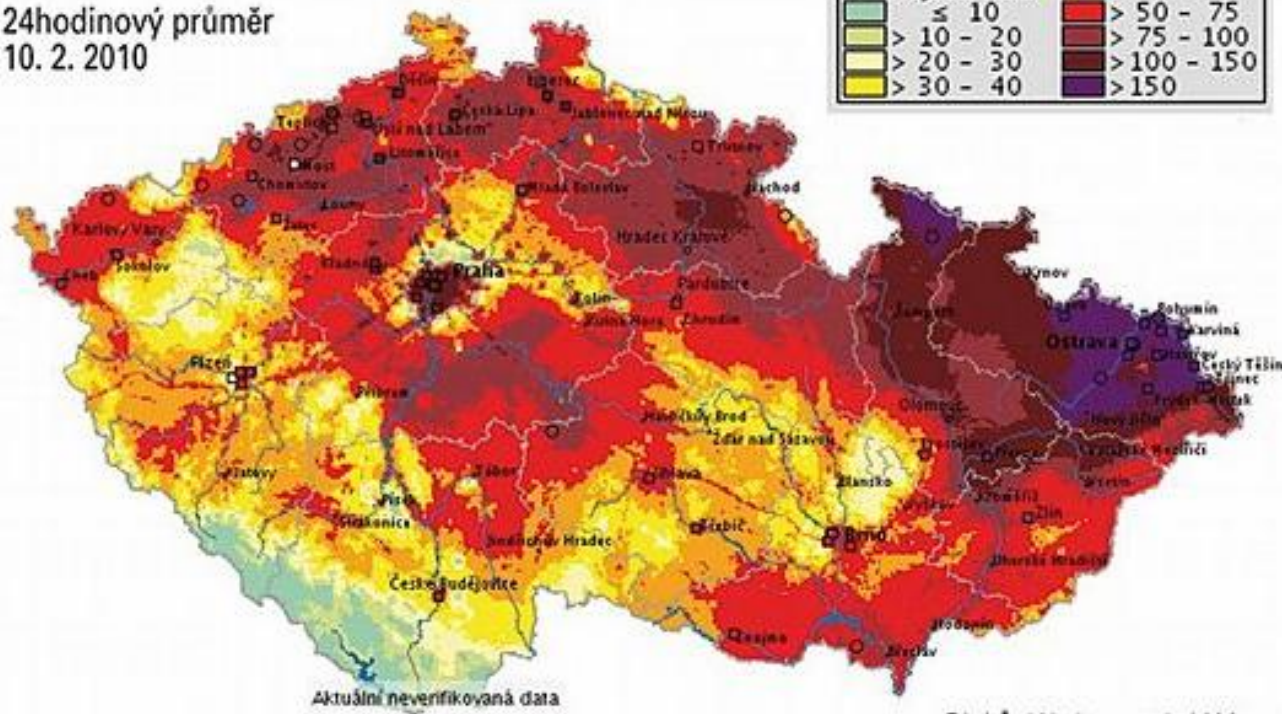 24hodinový průměr
10. 2. 2010
≤ 10
> 50 - 75
> 10 - 20
> 75 - 100
> 20 - 30
>100 - 150
> 30 - 40
>150
Děčín
Liberec
Teplice
Česká Lípa
Jablonec nad Nisou
Ústí nad Labem
Litoměřice
Trutnov
Most
Chomutov
Mladá Boleslav
Náchod
Louny
Karlovy Vary
Hradec Králové
Sokolov
Kladno
Praha
Cheb
Krnov
Pardubice
Kolín
Bohumín
Kutná Hora
Chrudim
Šumperk
Karviná
Ostrava
Havířov
Plzeň
Český Těšín
Třinec
Příbram
Frýdek-Místek
Olomouc
Havlíčkův Brod
Nový Jičín
Žďár nad Sázavou
Prostějov
Valašské Meziříčí
Klatovy
Tábor
Jihlava
Blansko
Vsetín
Písek
Kroměříž
Strakonice
Vyškov
Zlín
Třebíč
Brno
Jindřichův Hradec
Uherské Hradiště
České Budějovice
Hodonín
Znojmo
Břeclav
Aktuální neverifikovaná data